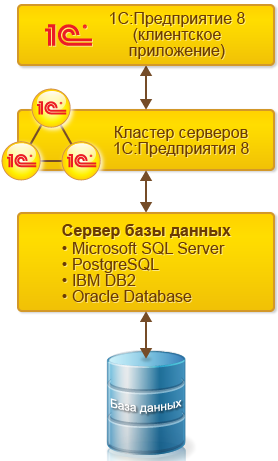 1С:Предприятие 8
(клиентское
приложение)
Кластер серверов
1С:Предприятия 8
Сервер базы данных
• Microsoft SQL Server
• PostgreSQL
• IBM DB2
• Oracle Database
База данных